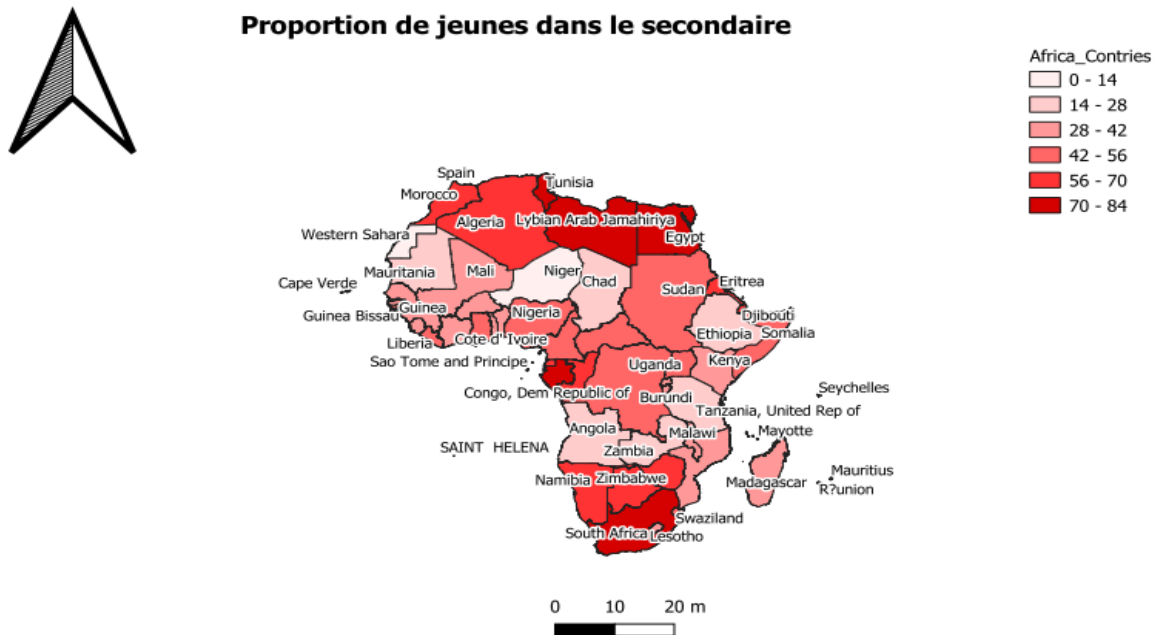 Proportion de jeunes dans le secondaire
Africa_Contries
0 - 14
14 - 28
28 - 42
42 - 56
56 - 70
70 - 84
Spain
Tunisia
Morocco
Algeria
Lybian Arab Jamahiriya
Western Sahara
Egypt
Mauritania
Mali
Niger
Chad
Cape Verde
Sudan
Eritrea
Guinea Bissau
Guinea
Nigeria
Djibouti
Ethiopia
Somalia
Liberia
Cote d' Ivoire
Sao Tome and Principe
Uganda
Kenya
Congo, Dem Republic of
Burundi
Seychelles
Tanzania, United Rep of
Angola
Malawi
Mayotte
SAINT HELENA
Zambia
Mauritius
Namibia
Zimbabwe
Madagascar
R?union
Swaziland
South Africa
Lesotho
0 10 20 m